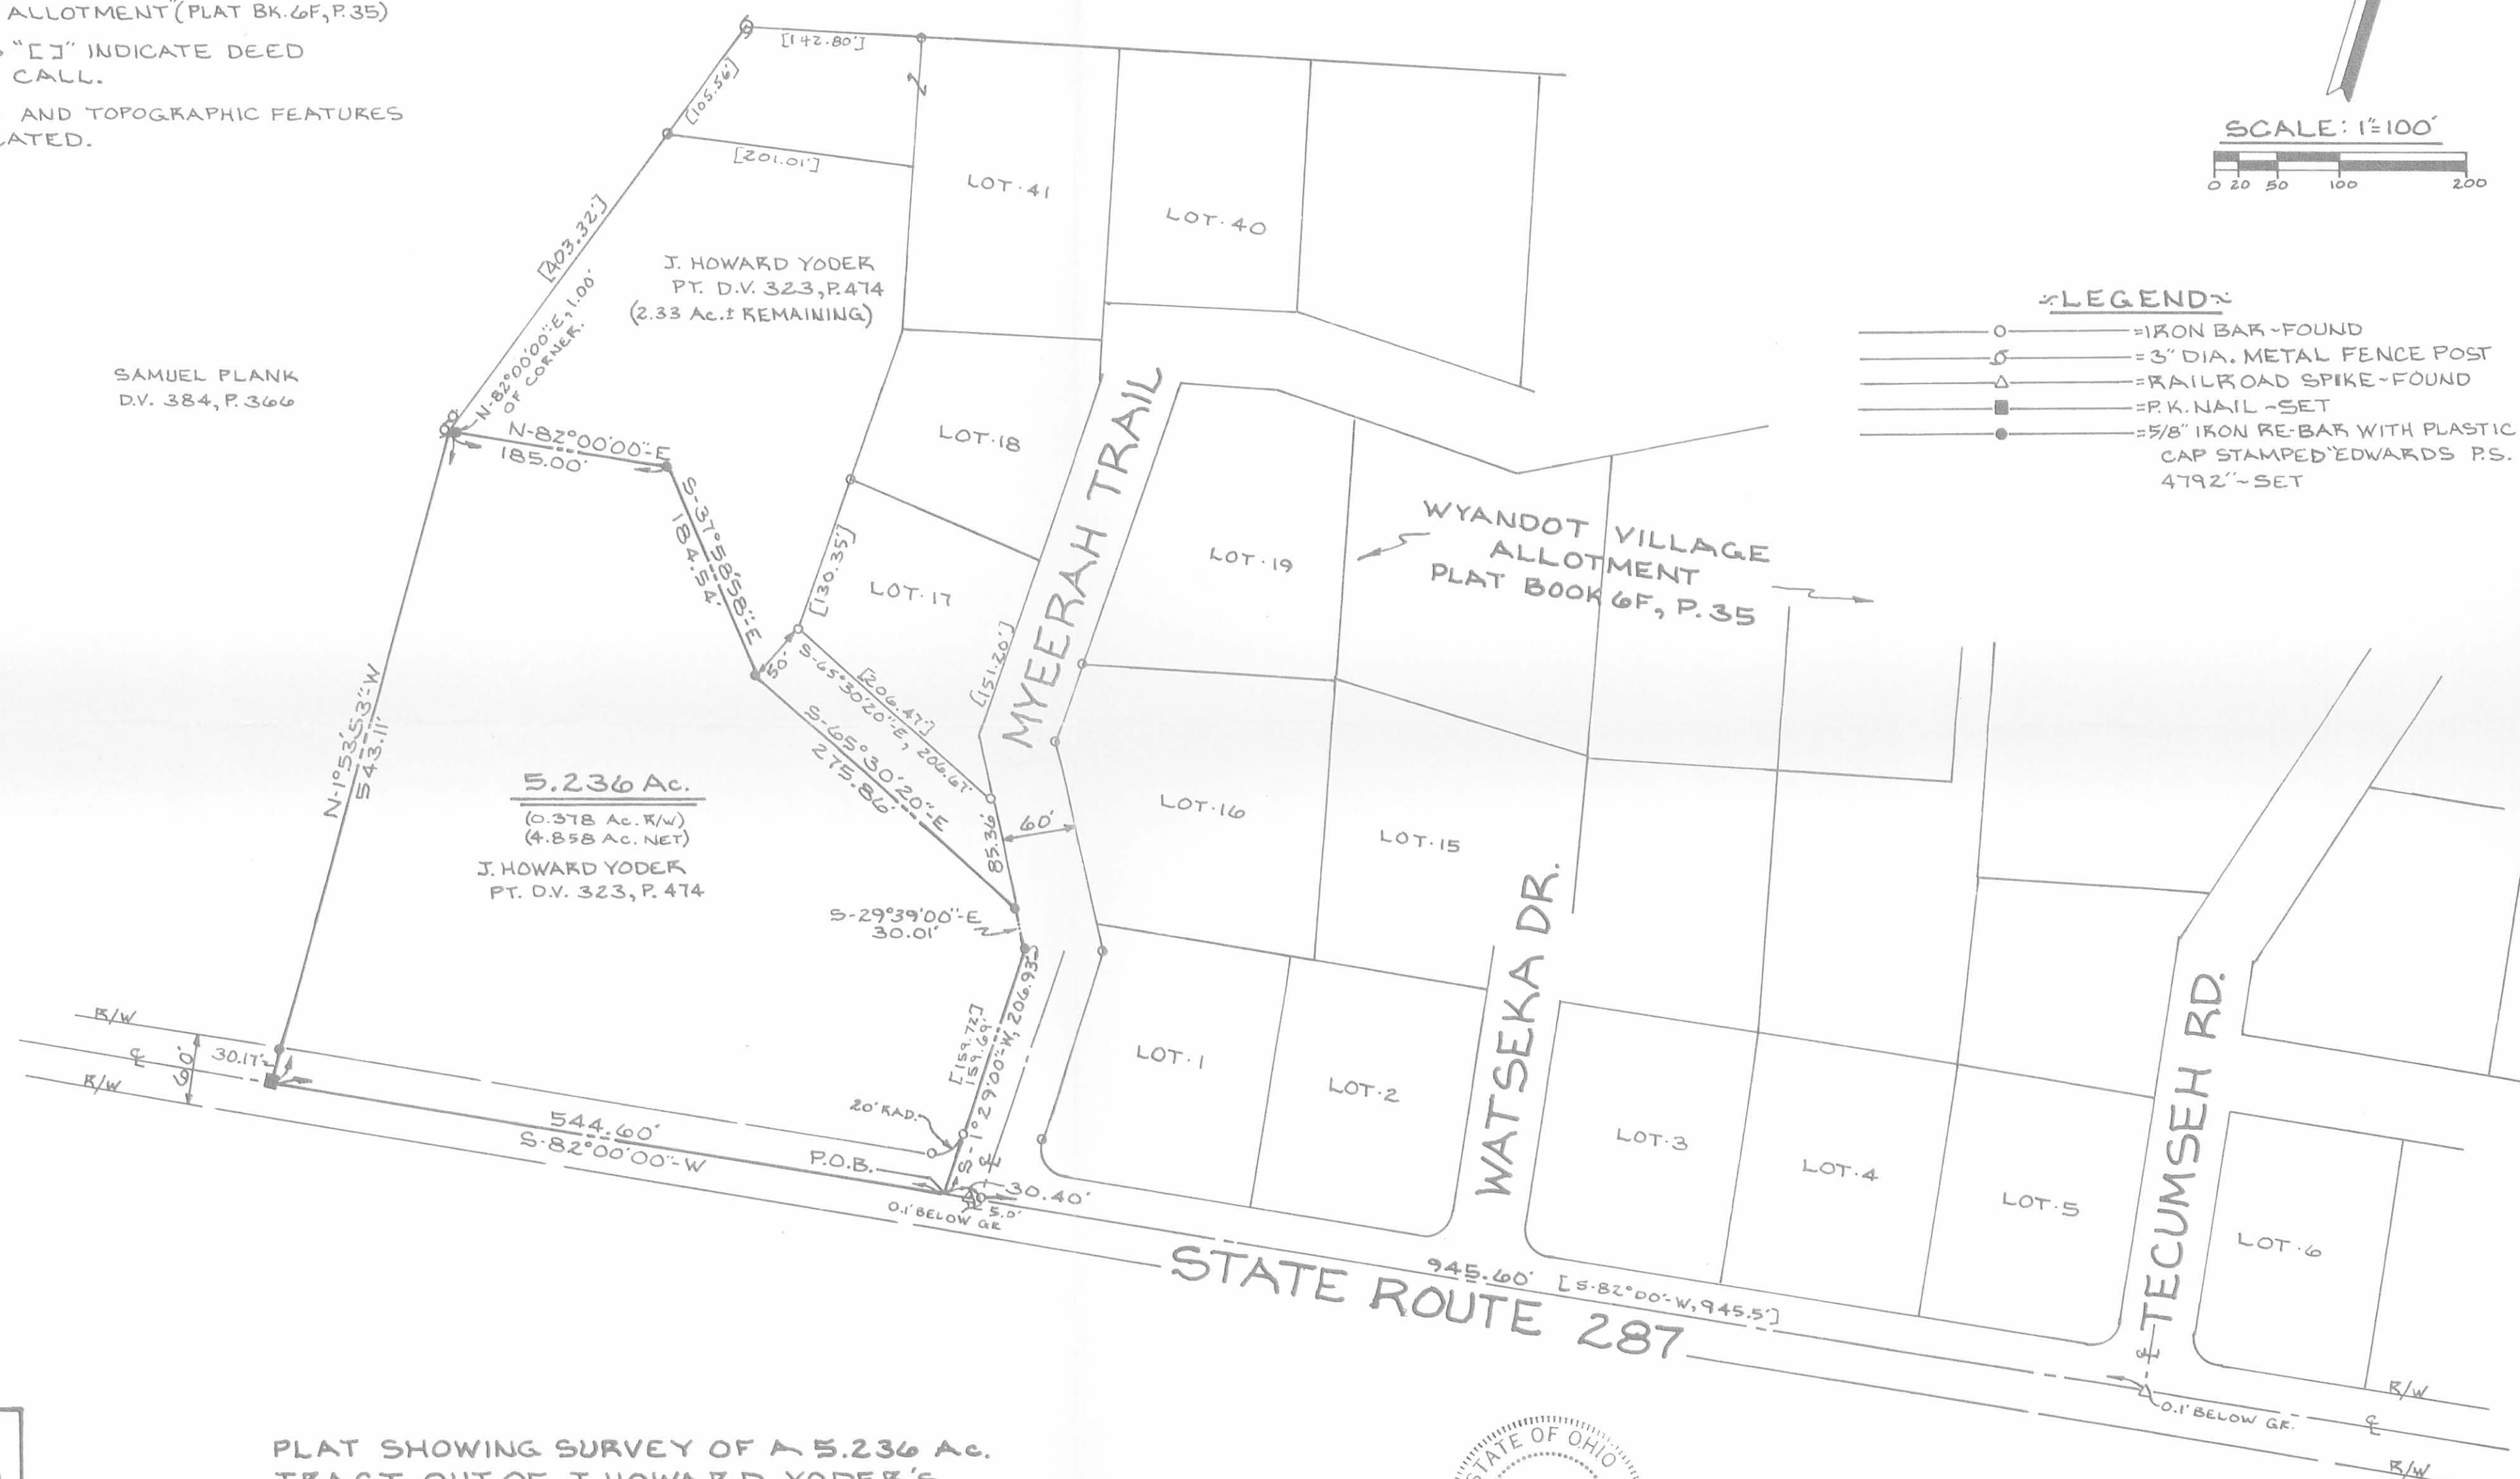 ALLOTMENT (PLAT BK. 6F, P. 35)
"[ ]" INDICATE DEED
CALL.
AND TOPOGRAPHIC FEATURES
SCALE: 1"=100'
0 20 50 100 200
~LEGEND~
=IRON BAR~FOUND
=3" DIA. METAL FENCE POST
=RAILROAD SPIKE~FOUND
=P.K. NAIL~SET
=5/8" IRON RE-BAR WITH PLASTIC
CAP STAMPED "EDWARDS P.S.
4792"~SET
[142.80']
[105.56']
[201.01']
[403.32']
LOT·41
LOT·40
J. HOWARD YODER
PT. D.V. 323, P. 474
(2.33 AC.± REMAINING)
SAMUEL PLANK
D.V. 384, P. 366
N-82°00'00"-E, 1.00'
OF CORNER.
N-82°00'00"-E
185.00'
S-37°58'58"-E
184.54'
LOT·18
[130.35']
LOT·17
[151.20']
MYEERAH TRAIL
LOT·19
WYANDOT VILLAGE
ALLOTMENT
PLAT BOOK 6F, P. 35
50'
[206.47']
S-65°30'20"-E, 206.67'
S-65°30'20"-E
275.86'
N-1°53'53"-W
543.11'
5.236 AC.
(0.378 AC. R/W)
(4.858 AC. NET)
J. HOWARD YODER
PT. D.V. 323, P. 474
85.36'
60'
S-29°39'00"-E
30.01'
LOT·16
LOT·15
WATSEKA DR.
[159.72']
159.69'
S-1°29'00"-W, 206.93'
20' RAD.
LOT·1
LOT·2
LOT·3
LOT·4
LOT·5
LOT·6
TECUMSEH RD.
℄
R/W
℄
R/W
60'
30.17'
544.60'
S-82°00'00"-W
P.O.B.
℄
30.40'
5.0'
0.1' BELOW GR.
STATE ROUTE 287
945.60' [S-82°00'-W, 945.5']
℄
0.1' BELOW GR.
R/W
℄
R/W
PLAT SHOWING SURVEY OF A 5.236 AC.
TRACT OUT OF J. HOWARD YODER'S
STATE OF OHIO